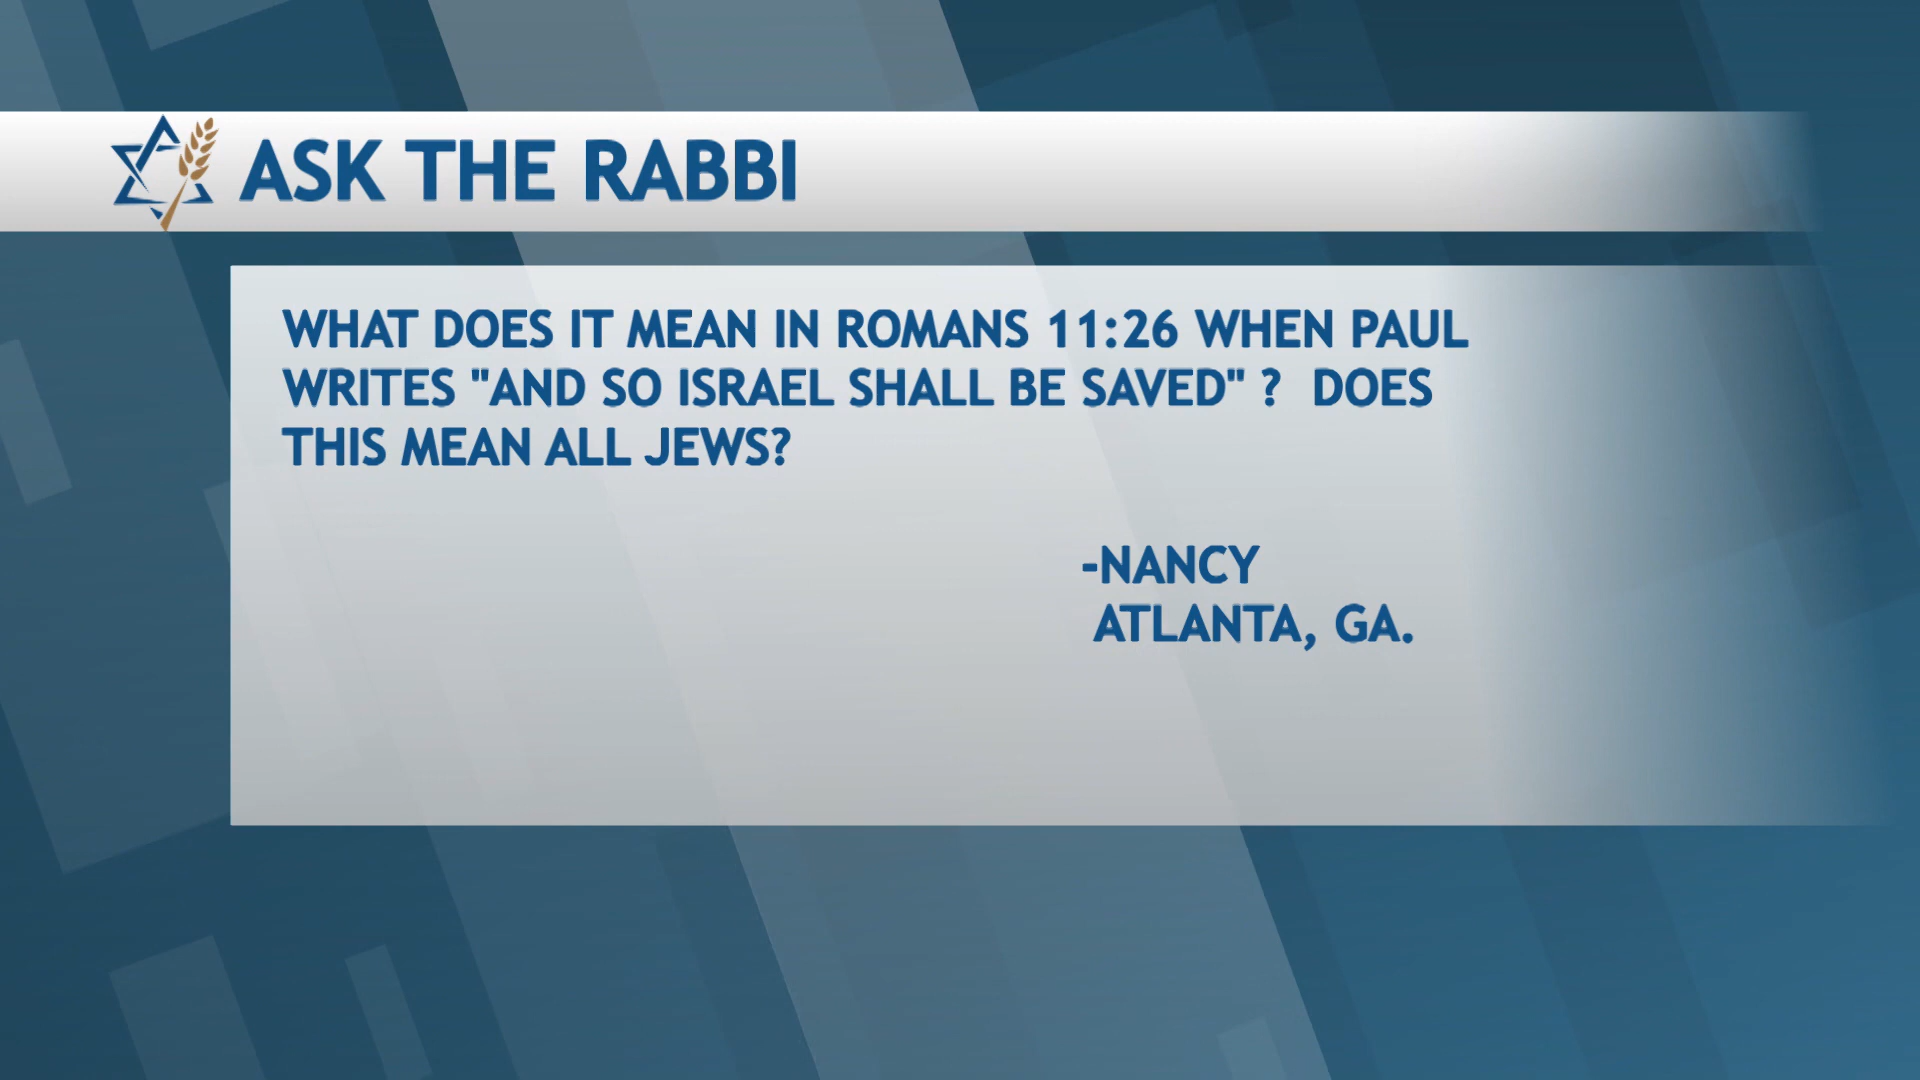 ASK THE RABBI
WHAT DOES IT MEAN IN ROMANS 11:26 WHEN PAUL
WRITES "AND SO ISRAEL SHALL BE SAVED" ?  DOES
THIS MEAN ALL JEWS?
-NANCY
ATLANTA, GA.